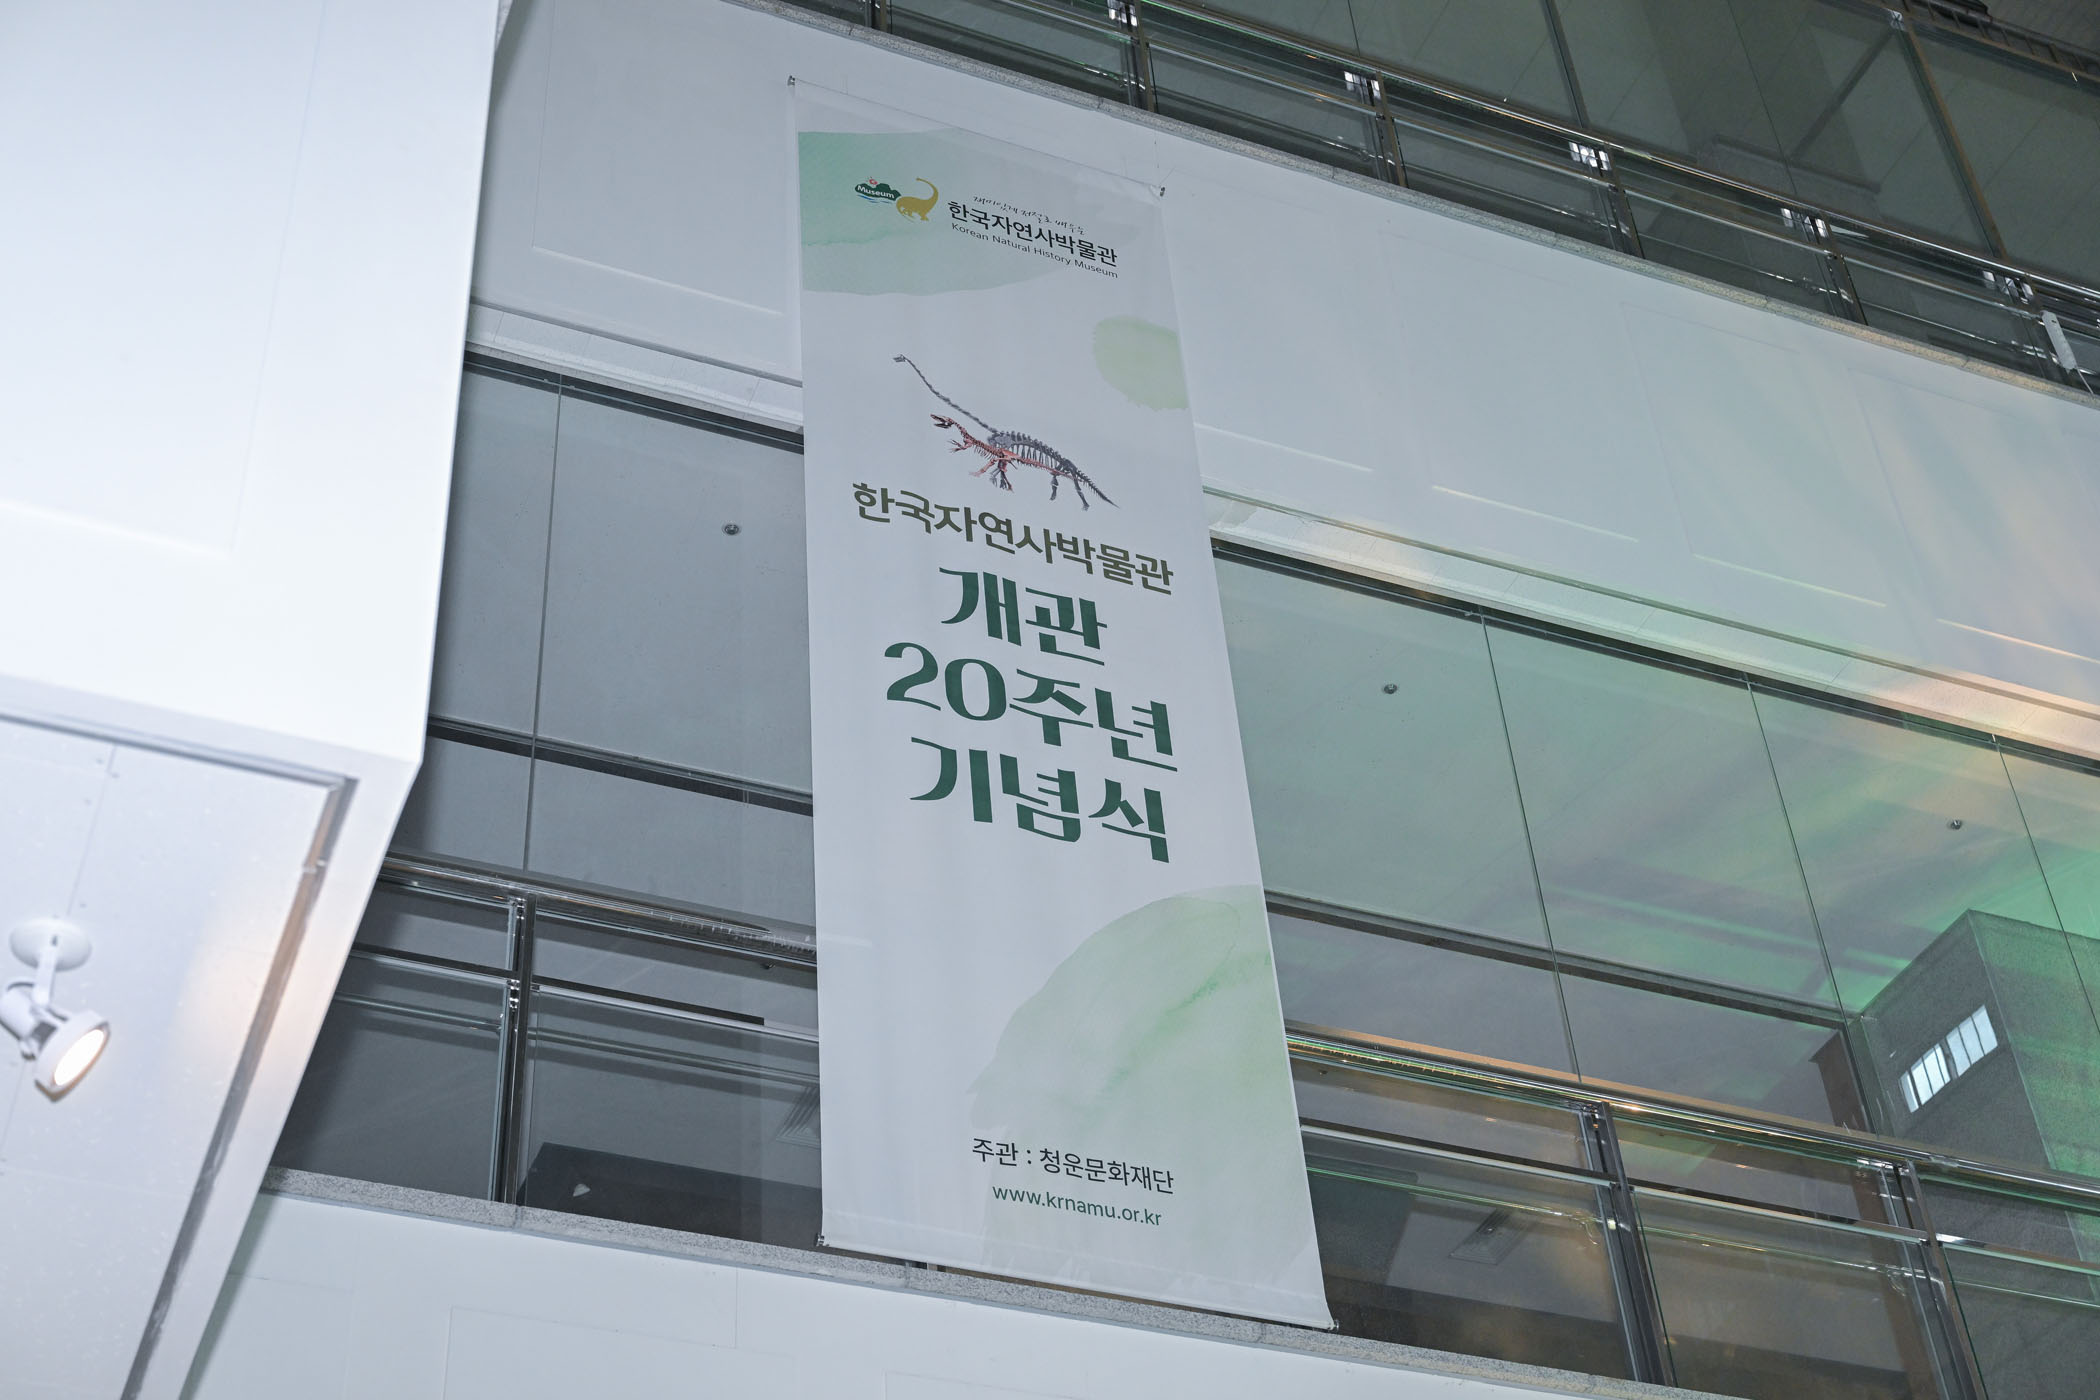 Museum
재미있게 저절로 배우는
한국자연사박물관
Korean Natural History Museum
한국자연사박물관
개관
20주년
기념식
주관 : 청운문화재단
www.krnamu.or.kr